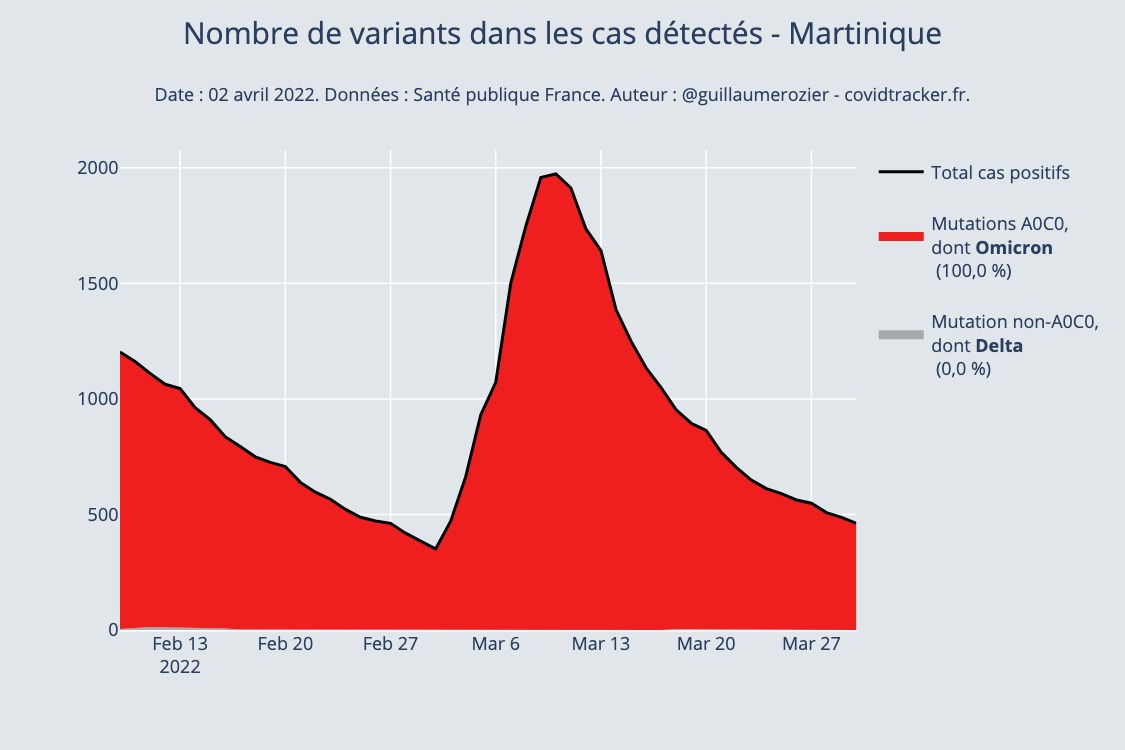 Nombre de variants dans les cas détectés - Martinique
Date : 02 avril 2022. Données : Santé publique France. Auteur : @guillaumerozier - covidtracker.fr.
2000
1500
1000
500
0
Feb 13
2022
Feb 20
Feb 27
Mar 6
Mar 13
Mar 20
Mar 27
Total cas positifs
Mutations A0C0,
dont Omicron
(100,0 %)
Mutation non-A0C0,
dont Delta
(0,0 %)